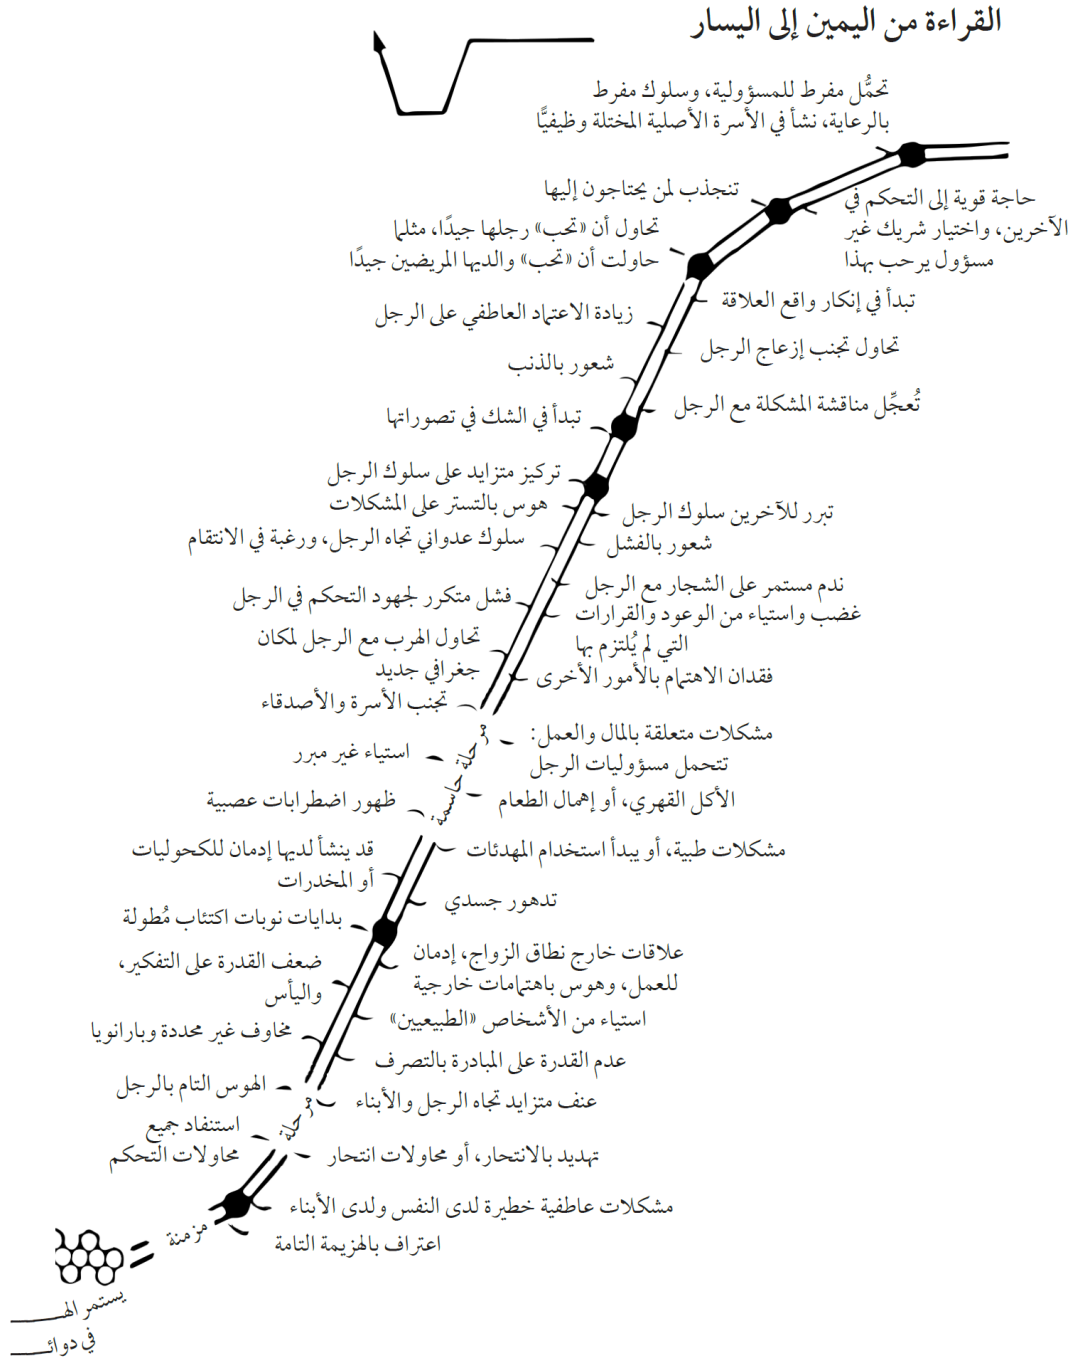 القراءة من اليمين إلى اليسار
تحمُّل مفرط للمسؤولية، وسلوك مفرط
بالرعاية، نشأ في الأسرة الأصلية المختلة وظيفيًّا
حاجة قوية إلى التحكم في
الآخرين، واختيار شريك غير
مسؤول يرحب بهذا
تنجذب لمن يحتاجون إليها
تحاول أن «تحب» رجلها جيدًا، مثلما
حاولت أن «تحب» والديها المريضين جيدًا
تبدأ في إنكار واقع العلاقة
زيادة الاعتماد العاطفي على الرجل
تحاول تجنب إزعاج الرجل
شعور بالذنب
تُعجِّل مناقشة المشكلة مع الرجل
تبدأ في الشك في تصوراتها
تركيز متزايد على سلوك الرجل
هوس بالتستر على المشكلات
تبرر للآخرين سلوك الرجل
سلوك عدواني تجاه الرجل، ورغبة في الانتقام
شعور بالفشل
ندم مستمر على الشجار مع الرجل
فشل متكرر لجهود التحكم في الرجل
غضب واستياء من الوعود والقرارات
التي لم يُلتزم بها
تحاول الهرب مع الرجل لمكان
جغرافي جديد
فقدان الاهتمام بالأمور الأخرى
تجنب الأسرة والأصدقاء
مرحلة حاسمة
مشكلات متعلقة بالمال والعمل:
تتحمل مسؤوليات الرجل
استياء غير مبرر
الأكل القهري، أو إهمال الطعام
ظهور اضطرابات عصبية
مشكلات طبية، أو يبدأ استخدام المهدئات
قد ينشأ لديها إدمان للكحوليات
أو المخدرات
تدهور جسدي
بدايات نوبات اكتئاب مُطولة
علاقات خارج نطاق الزواج، إدمان
للعمل، وهوس باهتمامات خارجية
ضعف القدرة على التفكير،
واليأس
استياء من الأشخاص «الطبيعيين»
مخاوف غير محددة وبارانويا
عدم القدرة على المبادرة بالتصرف
الهوس التام بالرجل
عنف متزايد تجاه الرجل والأبناء
استنفاد جميع
محاولات التحكم
مرحلة
تهديد بالانتحار، أو محاولات انتحار
مشكلات عاطفية خطيرة لدى النفس ولدى الأبناء
مزمنة
اعتراف بالهزيمة التامة
يستمر
في